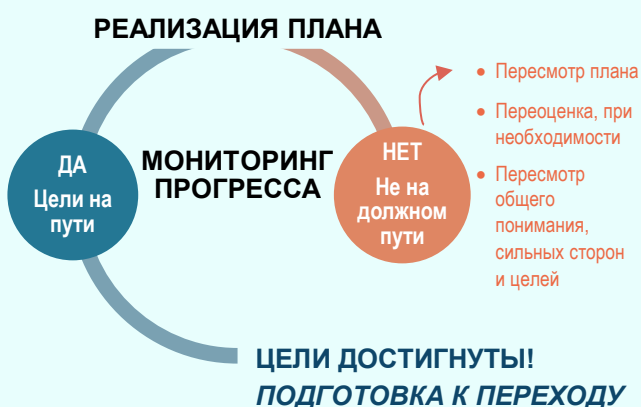 РЕАЛИЗАЦИЯ ПЛАНА
ДА
Цели на
пути
МОНИТОРИНГ
ПРОГРЕССА
НЕТ
Не на
должном
пути
• Пересмотр плана
• Переоценка, при
необходимости
• Пересмотр
общего
понимания,
сильных сторон
и целей
ЦЕЛИ ДОСТИГНУТЫ!
ПОДГОТОВКА К ПЕРЕХОДУ